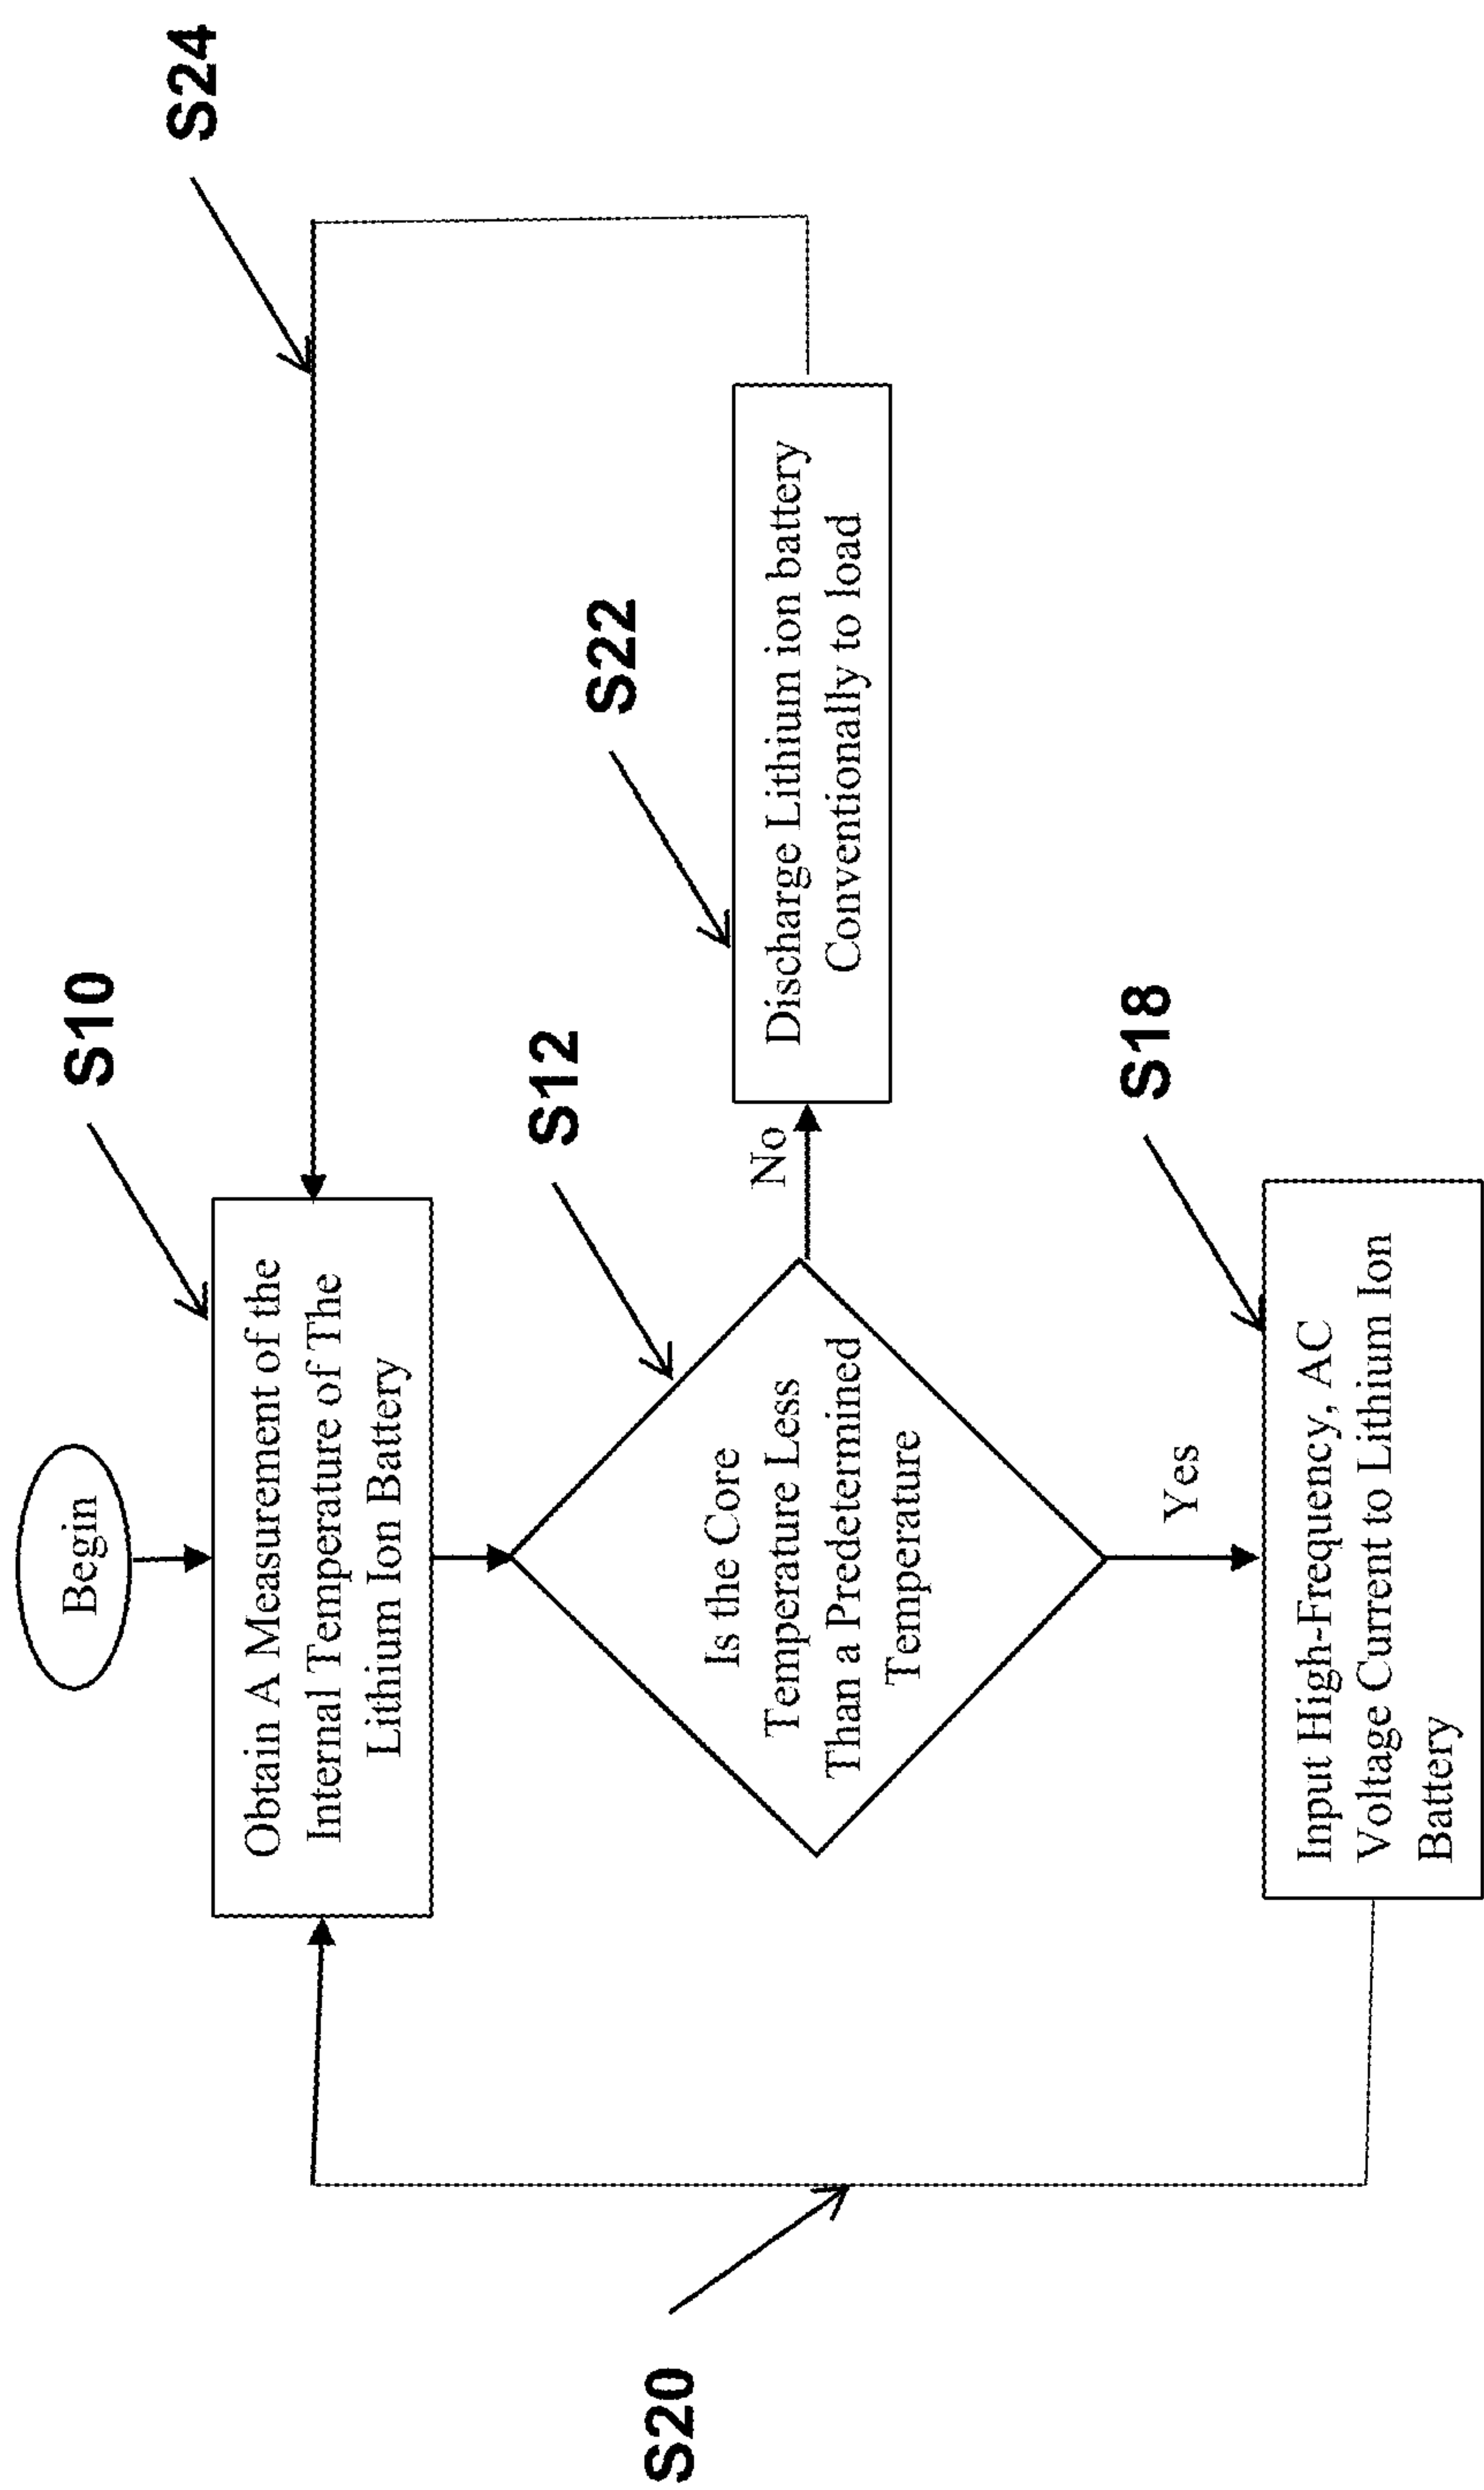 Begin
S10
S24
Obtain A Measurement of the
Internal Temperature of The
Lithium Ion Battery
S12
S22
Is the Core
Temperature Less
Than a Predetermined
Temperature
No
Discharge Lithium ion battery
Conventionally to load
S20
Yes
S18
Input High-Frequency, AC
Voltage Current to Lithium Ion
Battery